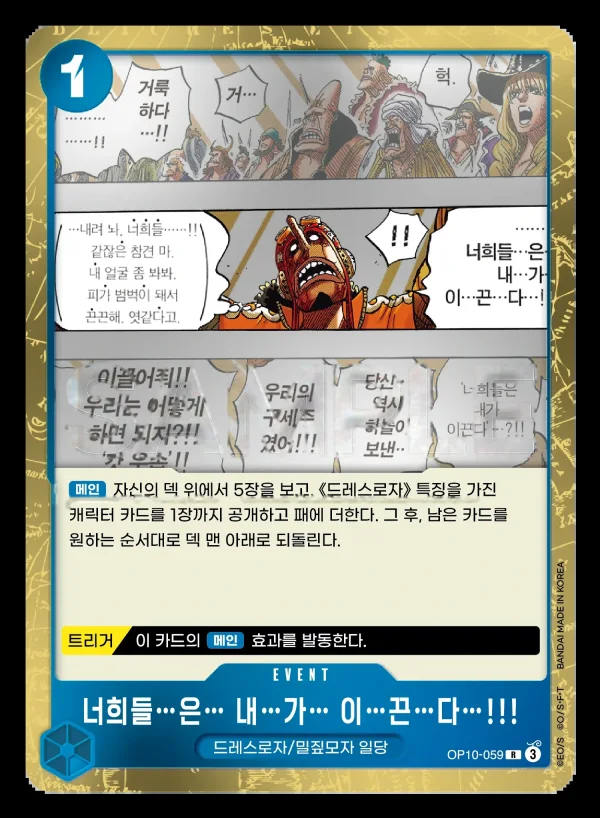 1
거룩
하다
…!!
………
……!!
거…
헉.
…내려 놔, 너희들……!!
같잖은 참견 마.
내 얼굴 좀 봐봐.
피가 범벅이 돼서
끈끈해. 엿같다고.
!!
너희들…은
내…가
이…끈…다…!
이끌어줘!!
우리는 어떻게
하면 되지?!!
우리의
구세주
였어!!!
당신…
역시
하늘이
보낸…
너희들은
내가
이끈다…?!!
SAMPLE
메인 자신의 덱 위에서 5장을 보고, 《드레스로자》 특징을 가진
캐릭터 카드를 1장까지 공개하고 패에 더한다. 그 후, 남은 카드를
원하는 순서대로 덱 맨 아래로 되돌린다.
트리거 이 카드의 메인 효과를 발동한다.
EVENT
너희들…은… 내…가… 이…끈…다…!!!
드레스로자/밀짚모자 일당
OP10-059 R 3
©EO/S ©O/S·F·T BANDAI MADE IN KOREA